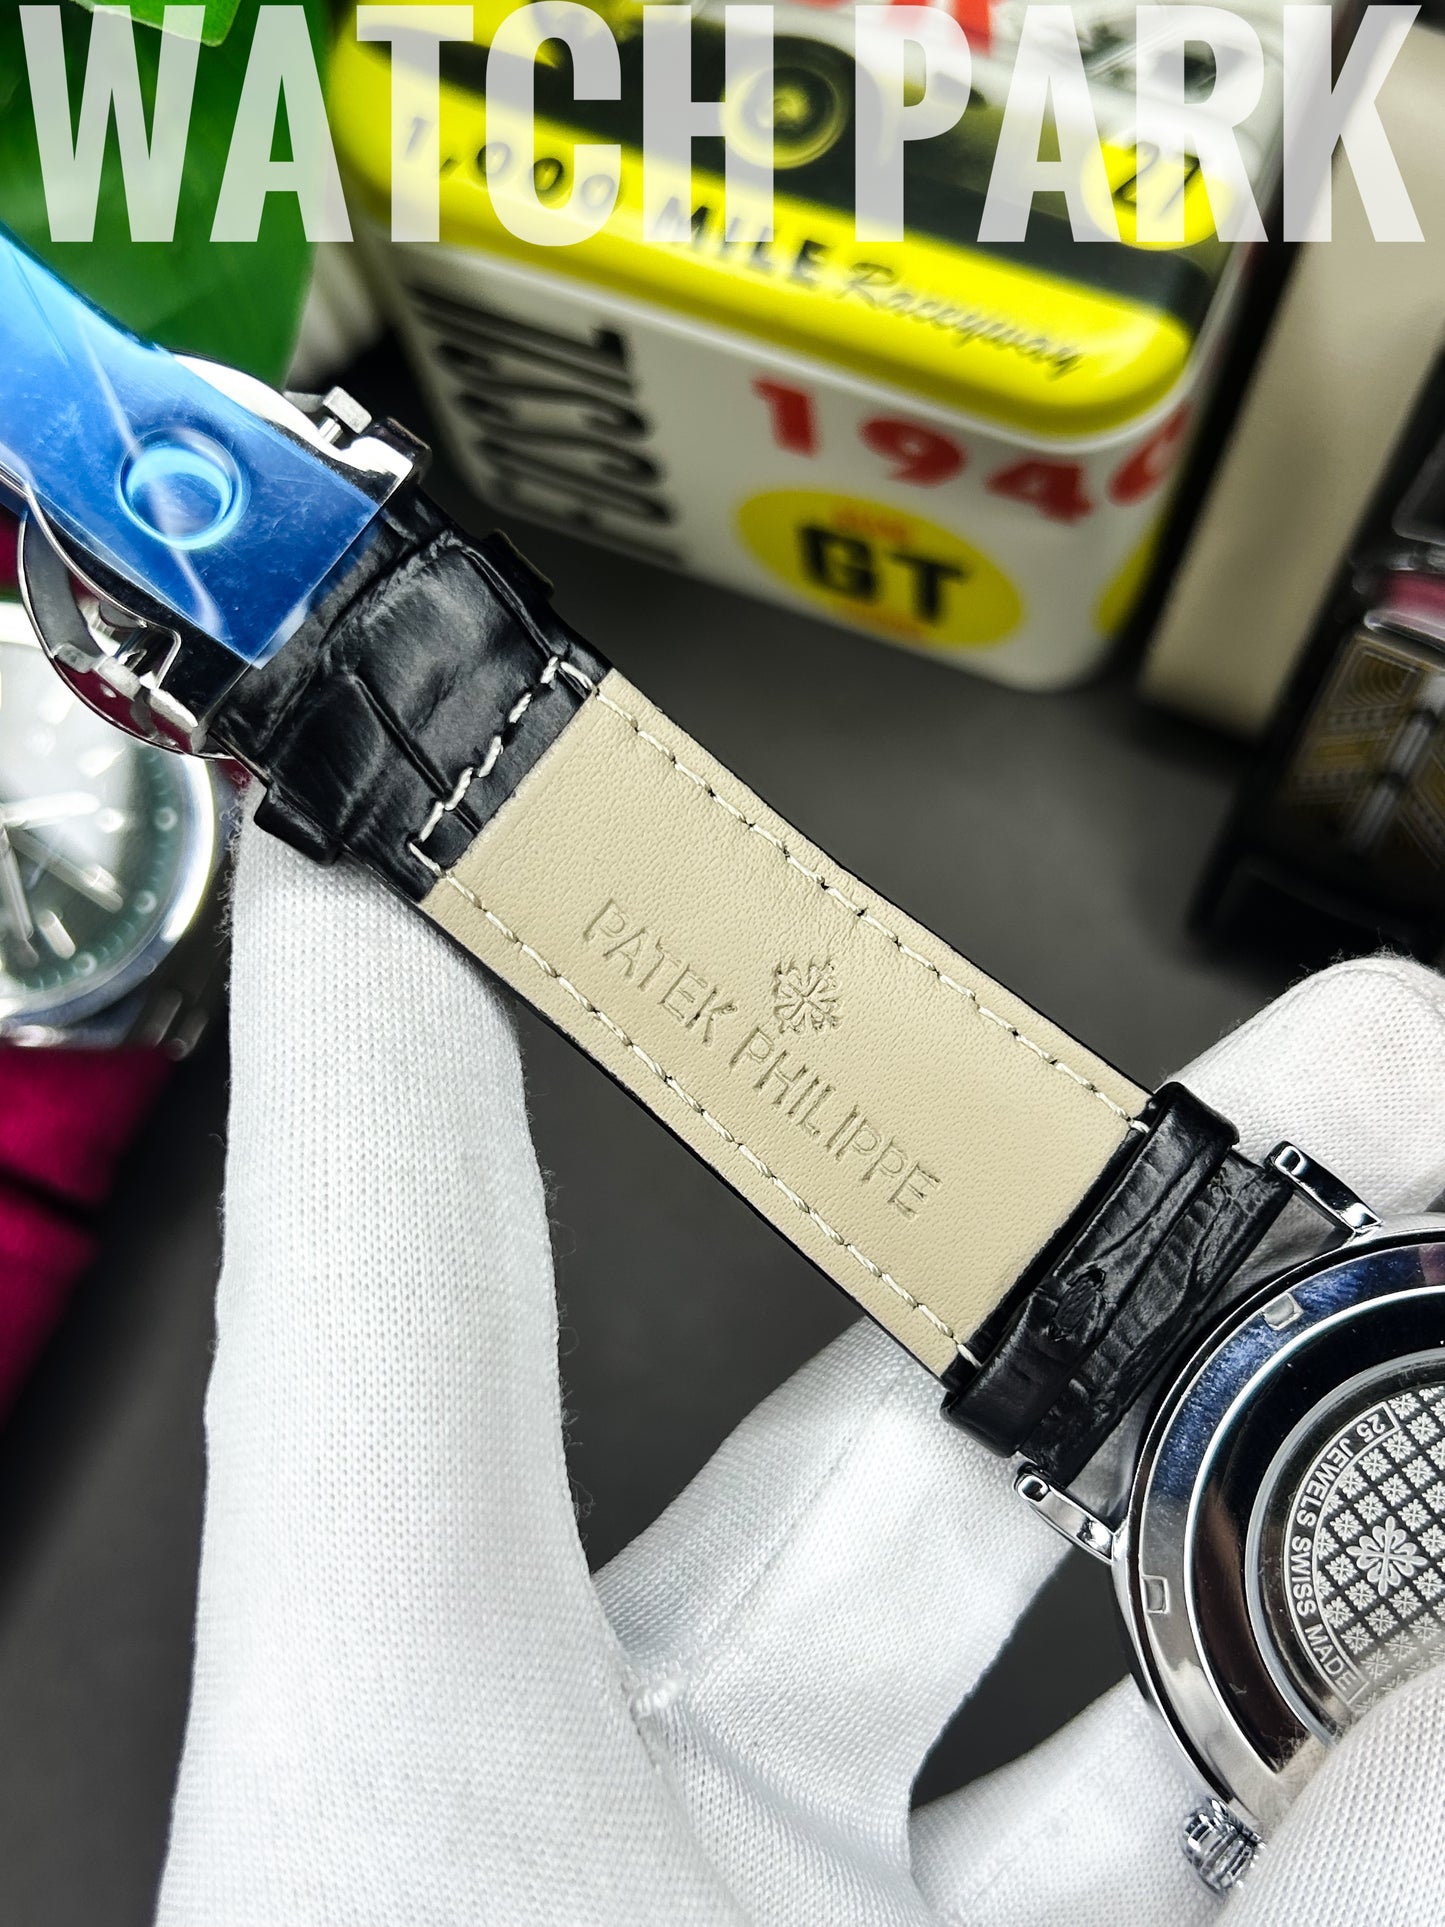 WATCH PARK
27
1,000 MILE Raceway
1940
GT
PATEK PHILIPPE
25 JEWELS SWISS MADE